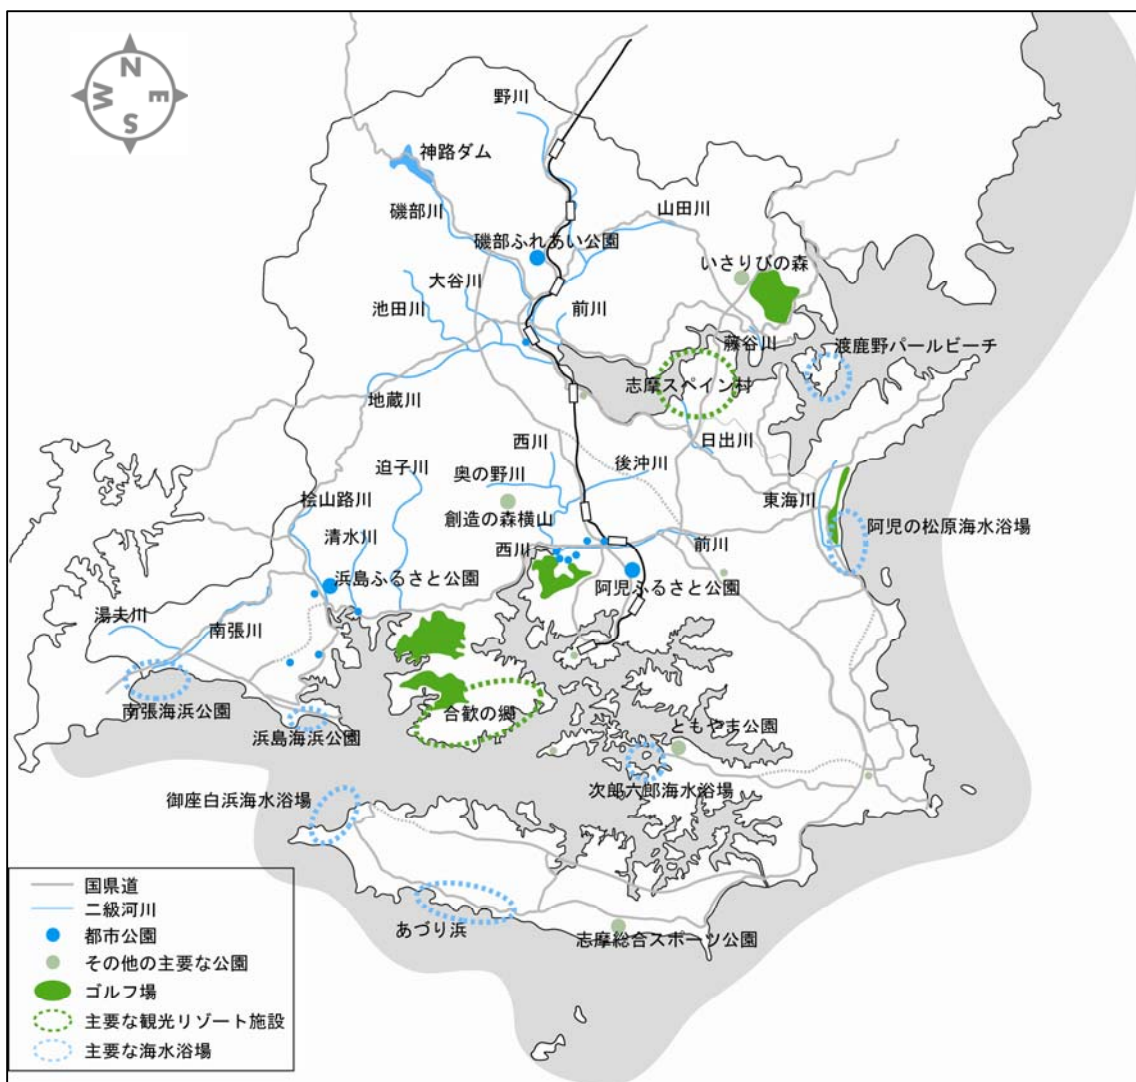 N
W
E
S
野川
神路ダム
磯部川
山田川
磯部ふれあい公園
いさりびの森
大谷川
池田川
前川
藤谷川
渡鹿野パールビーチ
志摩スペイン村
地蔵川
日出川
西川
後沖川
迫子川
奥の野川
桧山路川
創造の森横山
東海川
清水川
西川
前川
阿児の松原海水浴場
浜島ふるさと公園
阿児ふるさと公園
湯夫川
南張川
南張海浜公園
合歓の郷
浜島海浜公園
ともやま公園
次郎六郎海水浴場
御座白浜海水浴場
あづり浜
志摩総合スポーツ公園
国県道
二級河川
都市公園
その他の主要な公園
ゴルフ場
主要な観光リゾート施設
主要な海水浴場